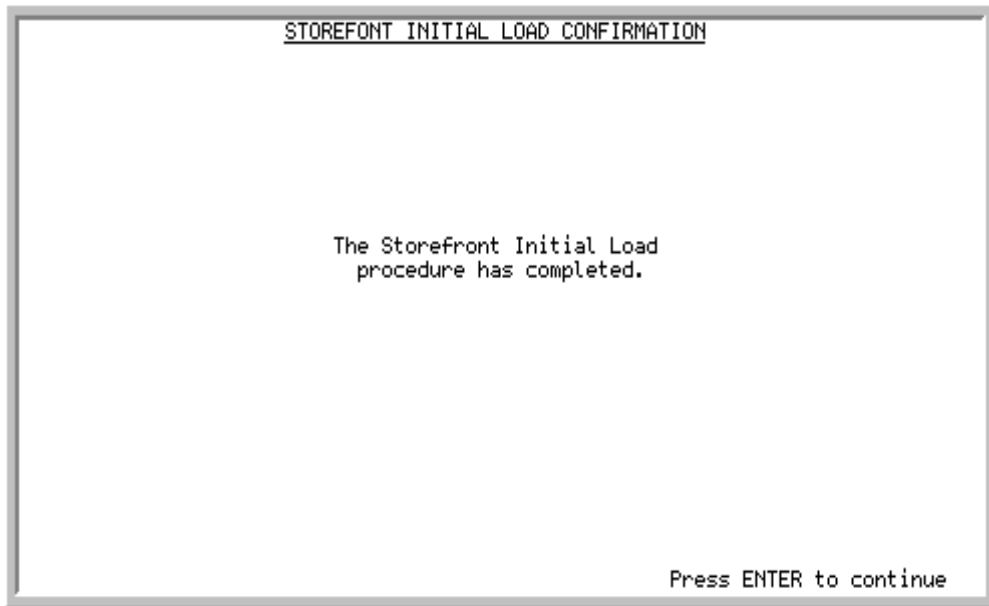 STOREFONT INITIAL LOAD CONFIRMATION
The Storefront Initial Load
procedure has completed.
Press ENTER to continue